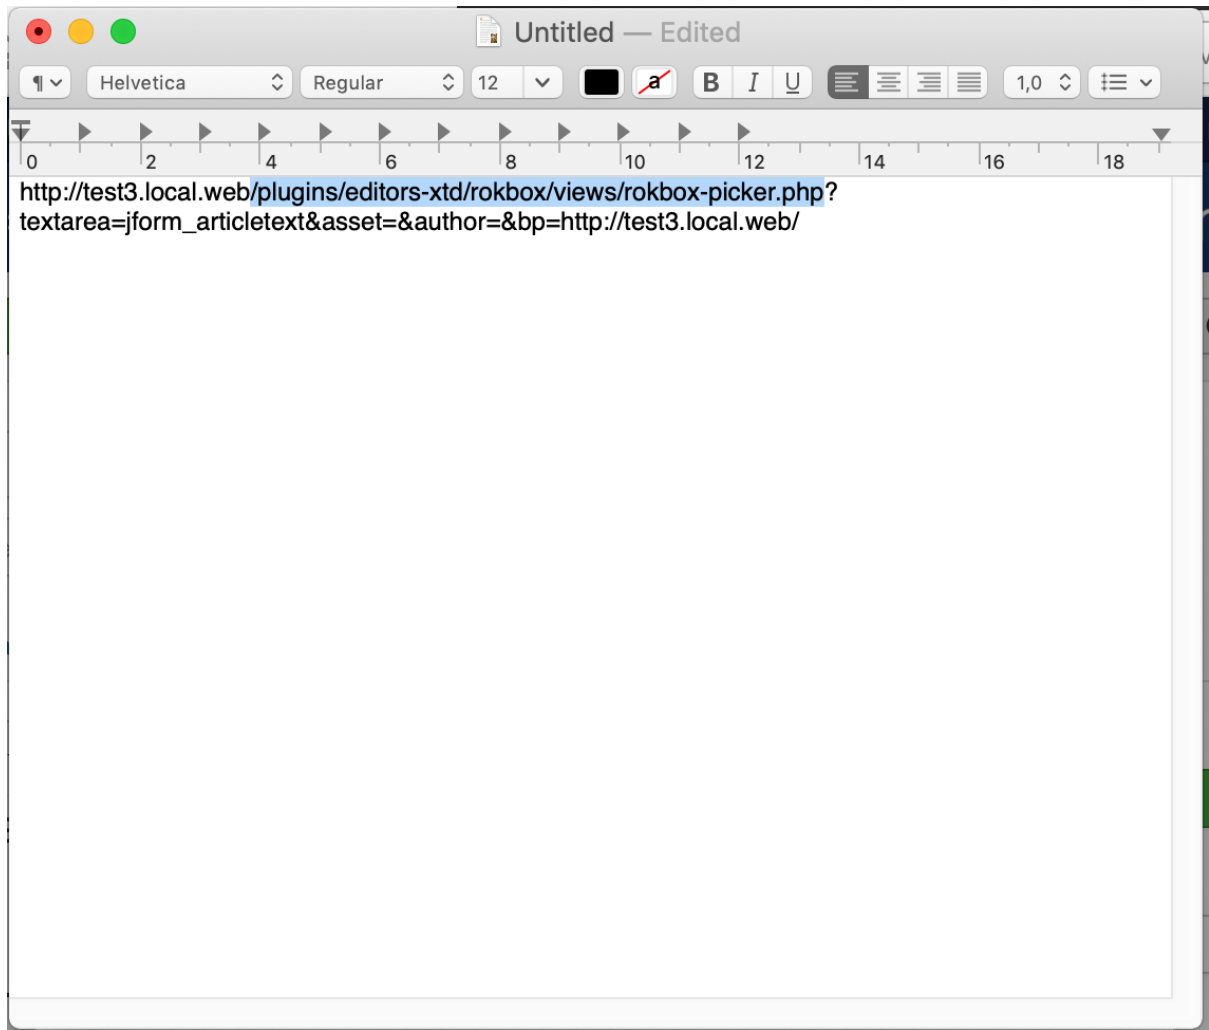 Untitled — Edited
¶ Helvetica Regular 12 a B I U 1,0
0 2 4 6 8 10 12 14 16 18
http://test3.local.web/plugins/editors-xtd/rokbox/views/rokbox-picker.php?
textarea=jform_articletext&asset=&author=&bp=http://test3.local.web/